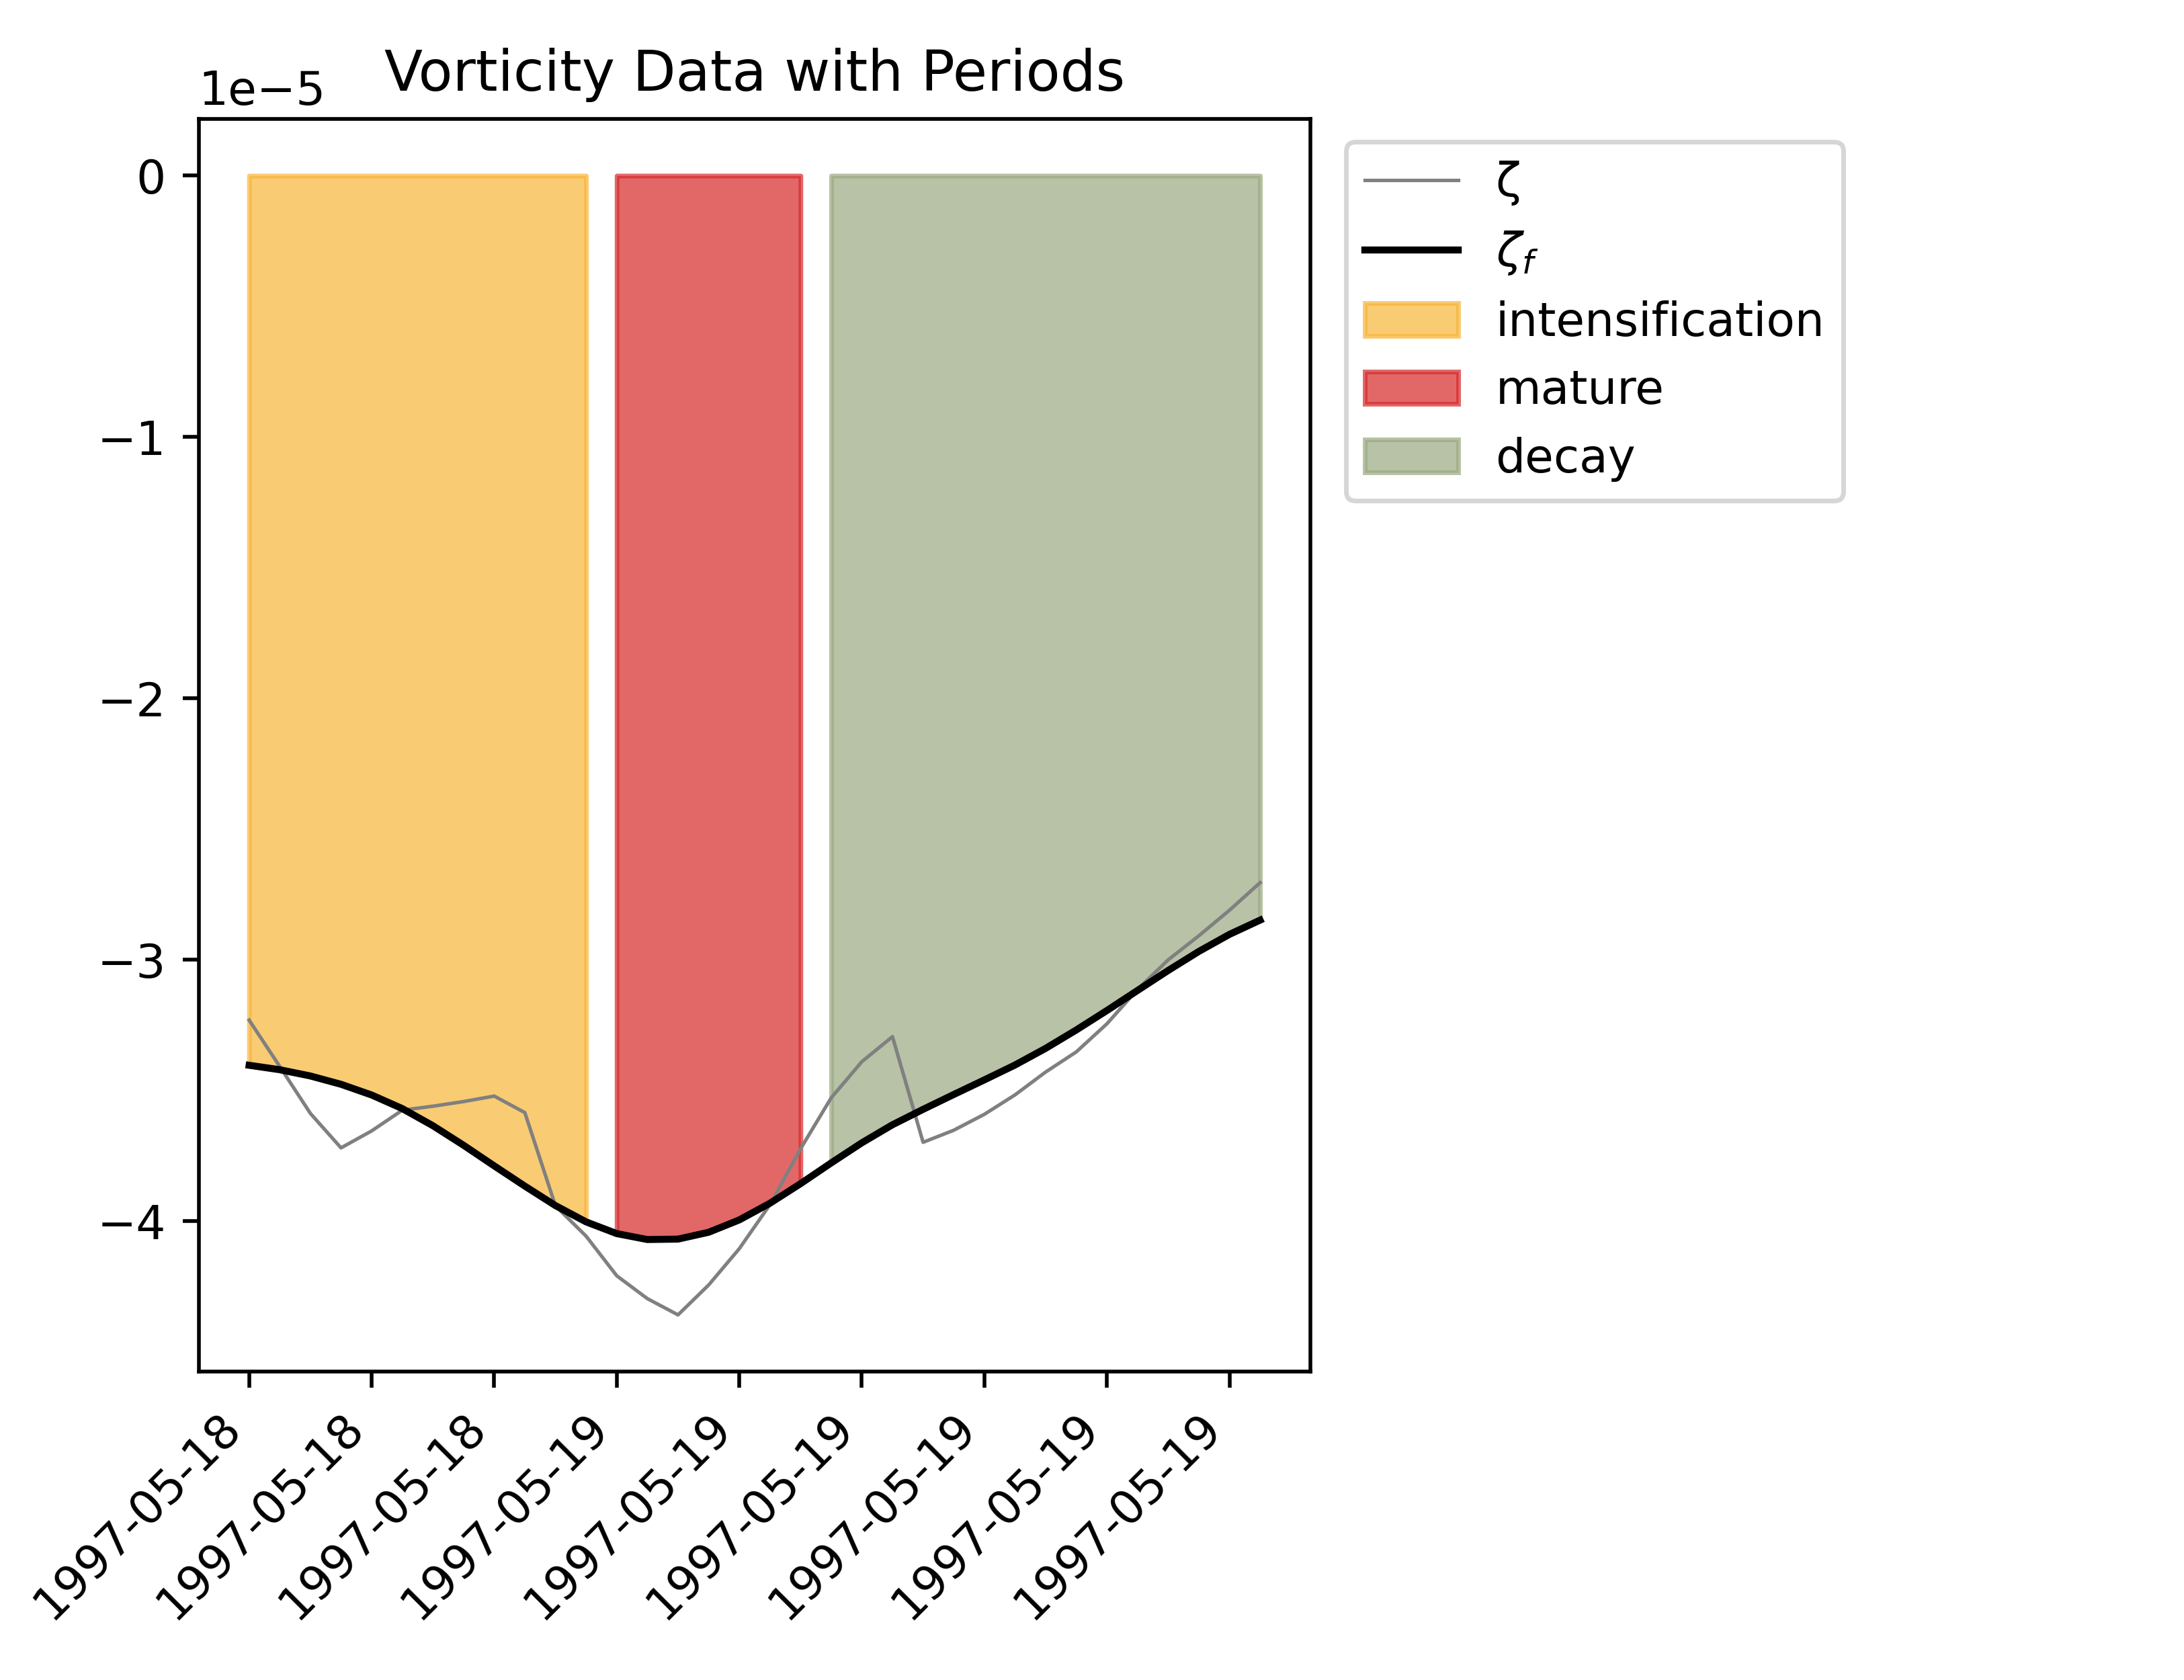 Vorticity Data with Periods
1e−5
0
−1
−2
−3
−4
1997-05-18
1997-05-18
1997-05-18
1997-05-19
1997-05-19
1997-05-19
1997-05-19
1997-05-19
1997-05-19
ζ
ζf
intensification
mature
decay